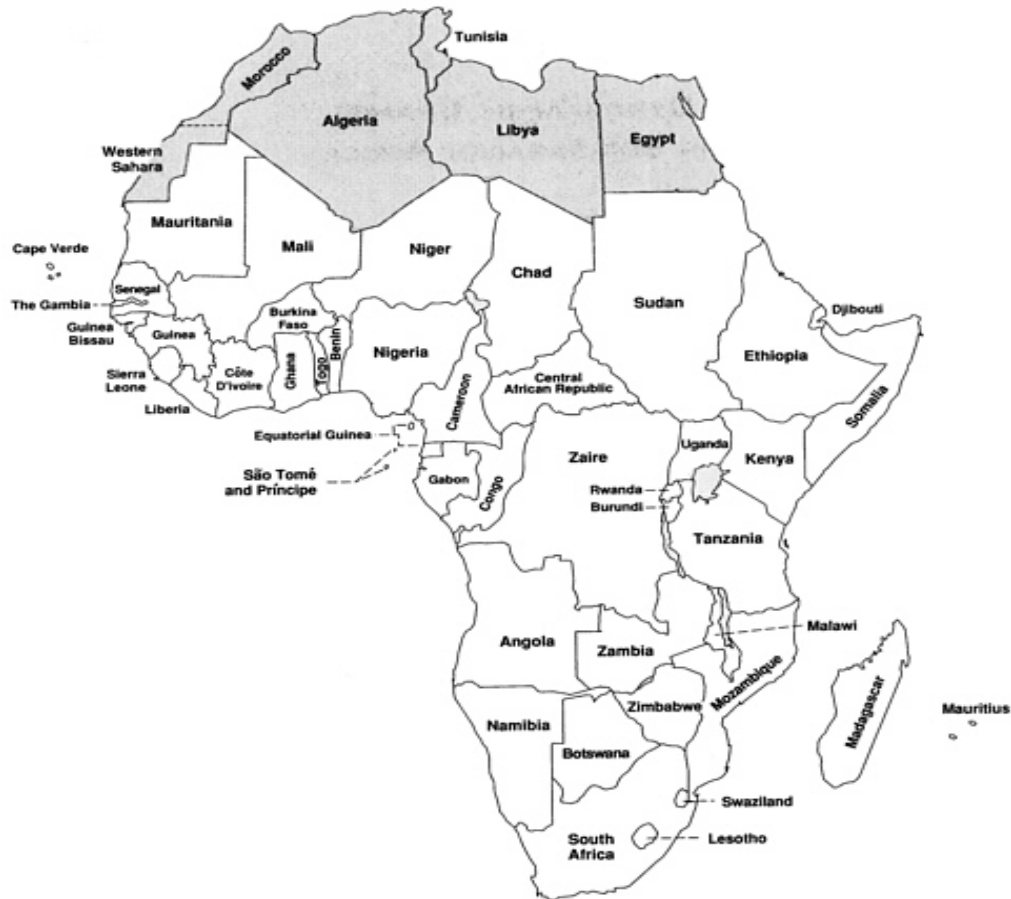 Tunisia
Morocco
Algeria
Libya
Egypt
Western
Sahara
Mauritania
Mali
Niger
Chad
Sudan
Cape Verde
Senegal
The Gambia
Guinea
Bissau
Guinea
Burkina
Faso
Benin
Nigeria
Djibouti
Ethiopia
Sierra
Leone
Côte
D'ivoire
Ghana
Togo
Cameroon
Central
African Republic
Somalia
Liberia
Equatorial Guinea
Zaire
Uganda
Kenya
São Tomé
and Príncipe
Gabon
Congo
Rwanda
Burundi
Tanzania
Angola
Zambia
Malawi
Mozambique
Madagascar
Mauritius
Namibia
Zimbabwe
Botswana
Swaziland
South
Africa
Lesotho